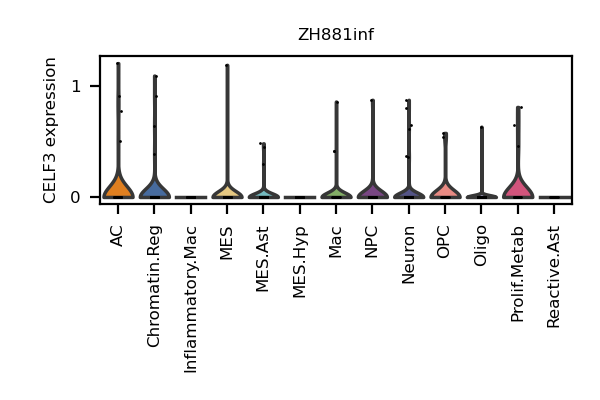 ZH881inf
CELF3 expression
1
0
AC
Chromatin.Reg
Inflammatory.Mac
MES
MES.Ast
MES.Hyp
Mac
NPC
Neuron
OPC
Oligo
Prolif.Metab
Reactive.Ast